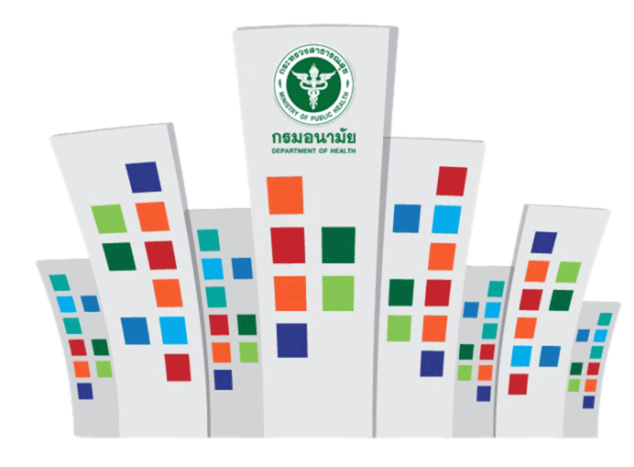 กระทรวงสาธารณสุข
MINISTRY OF PUBLIC HEALTH
กรมอนามัย
DEPARTMENT OF HEALTH